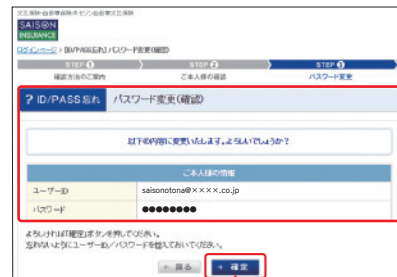 SAISON
INSURANCE
ログインページ > ID/PASS忘れ > パスワード変更(確認)
STEP 1 STEP 2 STEP 3
確認方法のご案内 ご本人様の確認 パスワード変更
? ID/PASS忘れ パスワード変更(確認)
以下の内容に変更いたします。よろしいでしょうか?
ご本人様の情報
ユーザーID saisonotona@××××.co.jp
パスワード ●●●●●●●●
よろしければ「確定」ボタンを押してください。
忘れないようにユーザーID/パスワードを控えておいてください。
戻る 確定